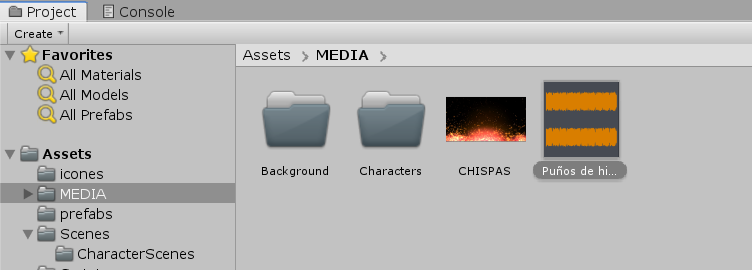 Project
Console
Create
Favorites
All Materials
All Models
All Prefabs
Assets
icones
MEDIA
prefabs
Scenes
CharacterScenes
Assets MEDIA
Background
Characters
CHISPAS
Puños de hi...